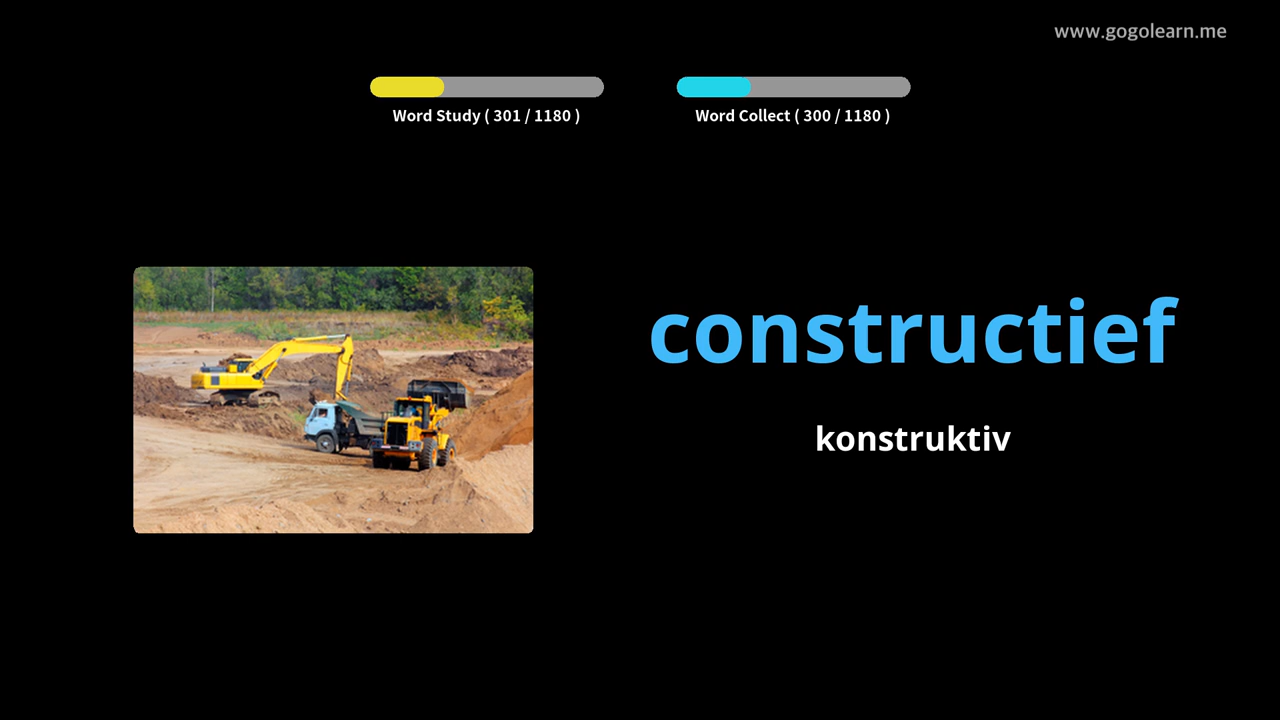 www.gogolearn.me
Word Study ( 301 / 1180 )
Word Collect ( 300 / 1180 )
constructief
konstruktiv